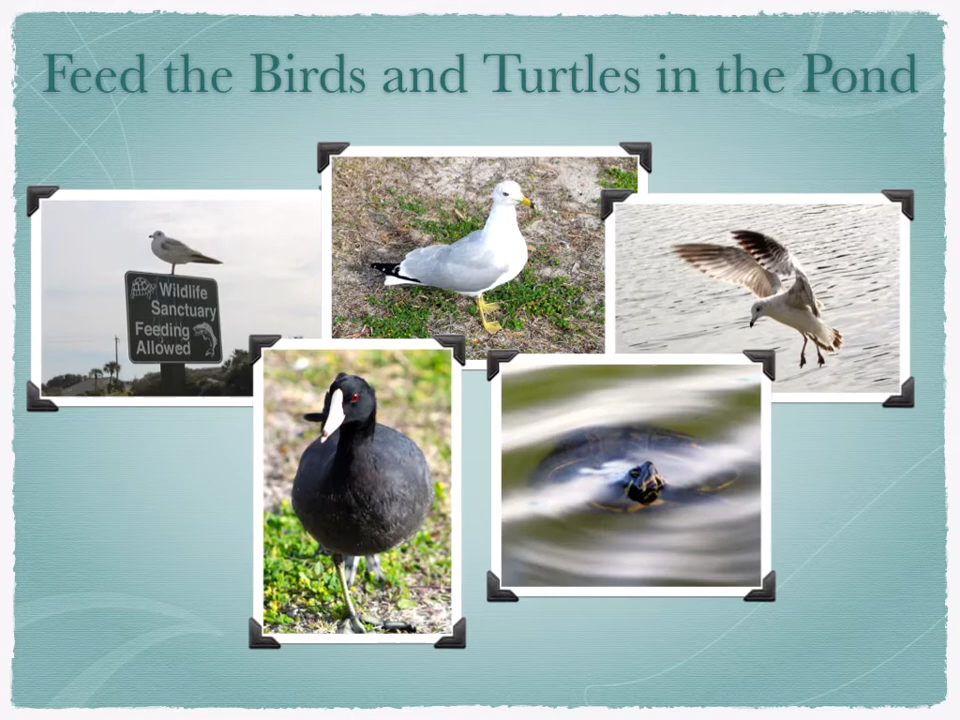 Feed the Birds and Turtles in the Pond
Wildlife
Sanctuary
Feeding
Allowed